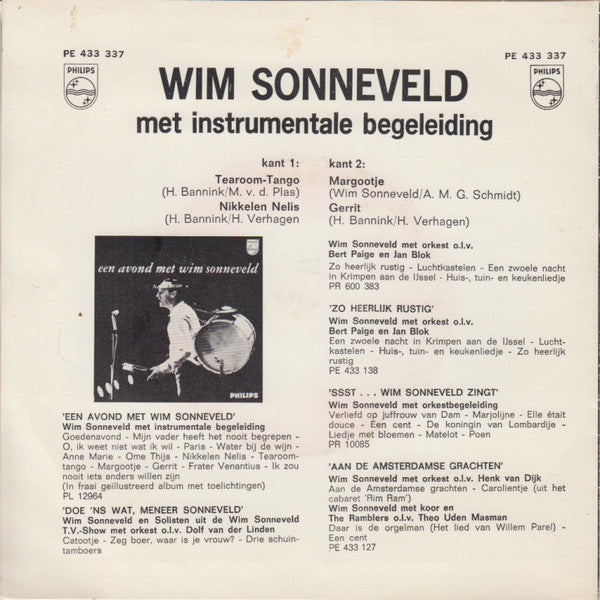 PE 433 337
PE 433 337
PHILIPS
PHILIPS
WIM SONNEVELD
met instrumentale begeleiding
kant 1:
Tearoom-Tango
(H. Bannink/M. v. d. Plas)
Nikkelen Nelis
(H. Bannink/H. Verhagen
kant 2:
Margootje
(Wim Sonneveld/A. M. G. Schmidt)
Gerrit
(H. Bannink/H. Verhagen)
een avond met wim sonneveld
PHILIPS
'EEN AVOND MET WIM SONNEVELD'
Wim Sonneveld met instrumentale begeleiding
Goedenavond - Mijn vader heeft het nooit begrepen -
O, ik weet niet wat ik wil - Paris - Water bij de wijn -
Anne Marie - Ome Thijs - Nikkelen Nelis - Tearoom-
tango - Margootje - Gerrit - Frater Venantius - Ik zou
nooit iets anders willen zijn
(In fraai geïllustreerd album met toelichtingen)
PL 12964
'DOE 'NS WAT, MENEER SONNEVELD'
Wim Sonneveld en Solisten uit de Wim Sonneveld
T.V.-Show met orkest o.l.v. Dolf van der Linden
Catootje - Zeg boer, waar is je vrouw? - Drie schuin-
tamboers
Wim Sonneveld met orkest o.l.v.
Bert Paige en Jan Blok
Zo heerlijk rustig - Luchtkastelen - Een zwoele nacht
in Krimpen aan de IJssel - Huis-, tuin- en keukenliedje
PR 600 383
'ZO HEERLIJK RUSTIG'
Wim Sonneveld met orkest o.l.v.
Bert Paige en Jan Blok
Een zwoele nacht in Krimpen aan de IJssel - Lucht-
kastelen - Huis-, tuin- en keukenliedje - Zo heerlijk
rustig
PE 433 138
'SSST . . . WIM SONNEVELD ZINGT'
Wim Sonneveld met orkestbegeleiding
Verliefd op juffrouw van Dam - Marjolijne - Elle était
douce - Een cent - De koningin van Lombardije -
Liedje met bloemen - Matelot - Poen
PR 10085
'AAN DE AMSTERDAMSE GRACHTEN'
Wim Sonneveld met orkest o.l.v. Henk van Dijk
Aan de Amsterdamse grachten - Carolientje (uit het
cabaret 'Rim Ram')
Wim Sonneveld met koor en
The Ramblers o.l.v. Theo Uden Masman
Daar is de orgelman (Het lied van Willem Parel) -
Een cent
PE 433 127